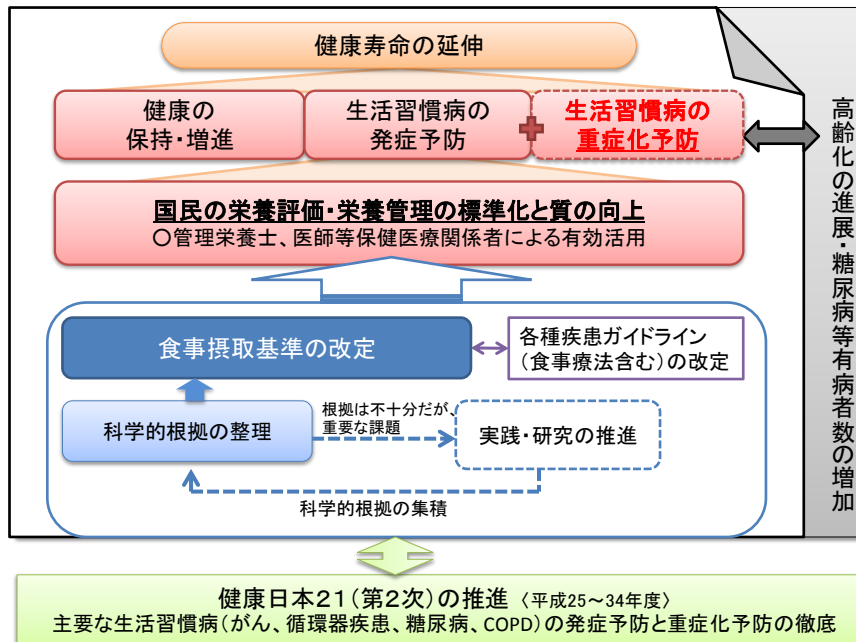 健康寿命の延伸
健康の
保持・増進
生活習慣病の
発症予防
生活習慣病の
重症化予防
国民の栄養評価・栄養管理の標準化と質の向上
○管理栄養士、医師等保健医療関係者による有効活用
食事摂取基準の改定
各種疾患ガイドライン
（食事療法含む）の改定
科学的根拠の整理
根拠は不十分だが、
重要な課題
実践・研究の推進
科学的根拠の集積
高齢化の進展・糖尿病等有病者数の増加
健康日本２１（第２次）の推進 〈平成25～34年度〉
主要な生活習慣病（がん、循環器疾患、糖尿病、COPD）の発症予防と重症化予防の徹底